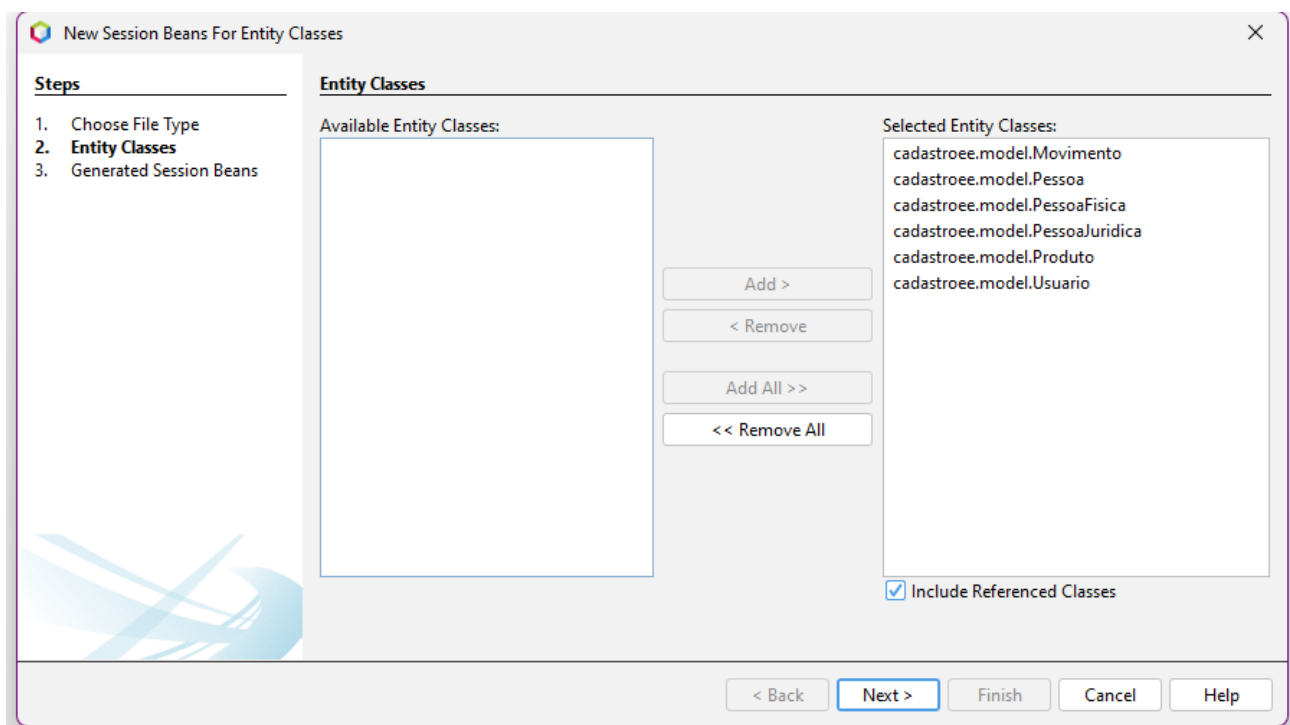 New Session Beans For Entity Classes
Steps
1. Choose File Type
2. Entity Classes
3. Generated Session Beans
Entity Classes
Available Entity Classes:
Add >
< Remove
Add All >>
<< Remove All
Selected Entity Classes:
cadastroee.model.Movimento
cadastroee.model.Pessoa
cadastroee.model.PessoaFisica
cadastroee.model.PessoaJuridica
cadastroee.model.Produto
cadastroee.model.Usuario
Include Referenced Classes
< Back Next > Finish Cancel Help